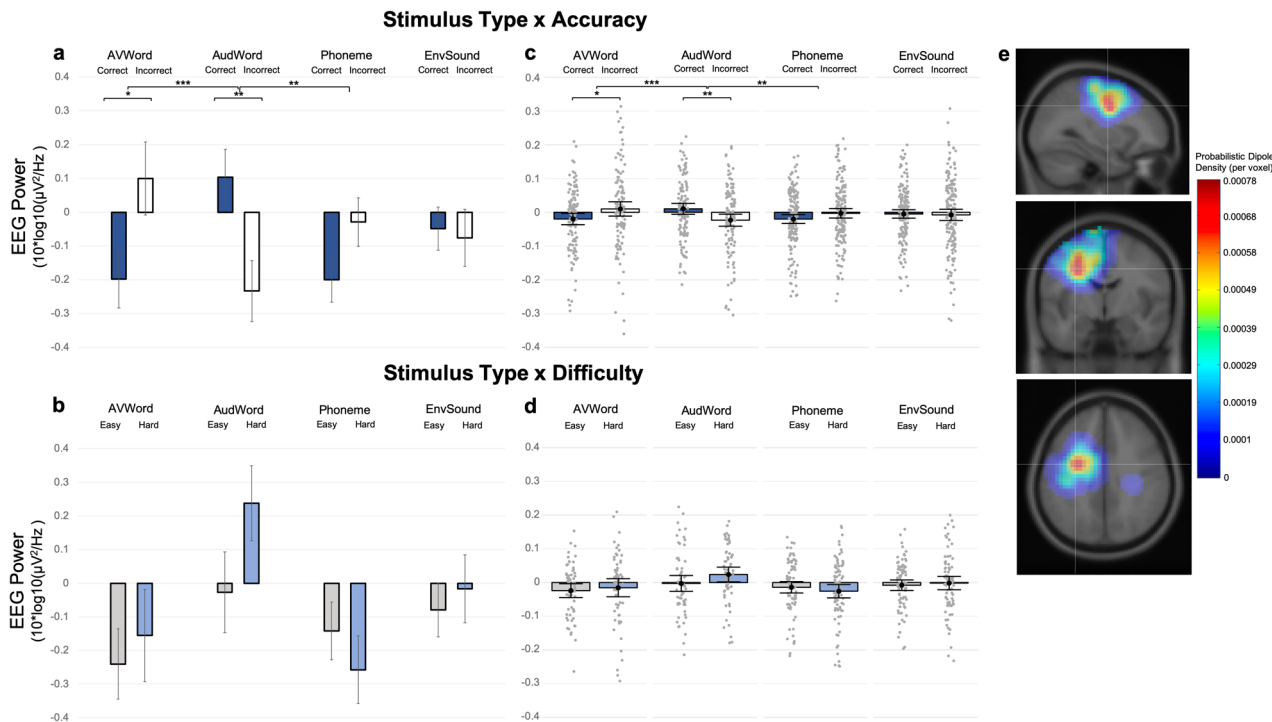 Stimulus Type x Accuracy
a
AVWord AudWord Phoneme EnvSound
Correct Incorrect Correct Incorrect Correct Incorrect Correct Incorrect
*** **
* **
0.4
0.3
0.2
0.1
0
-0.1
-0.2
-0.3
-0.4
EEG Power
(10*log10(µV²/Hz)
c
AVWord AudWord Phoneme EnvSound
Correct Incorrect Correct Incorrect Correct Incorrect Correct Incorrect
*** **
* **
0.4
0.3
0.2
0.1
0
-0.1
-0.2
-0.3
-0.4
e
Probabilistic Dipole
Density (per voxel)
0.00078
0.00068
0.00058
0.00049
0.00039
0.00029
0.00019
0.0001
0
Stimulus Type x Difficulty
b
AVWord AudWord Phoneme EnvSound
Easy Hard Easy Hard Easy Hard Easy Hard
0.4
0.3
0.2
0.1
0
-0.1
-0.2
-0.3
-0.4
EEG Power
(10*log10(µV²/Hz)
d
AVWord AudWord Phoneme EnvSound
Easy Hard Easy Hard Easy Hard Easy Hard
0.4
0.3
0.2
0.1
0
-0.1
-0.2
-0.3
-0.4